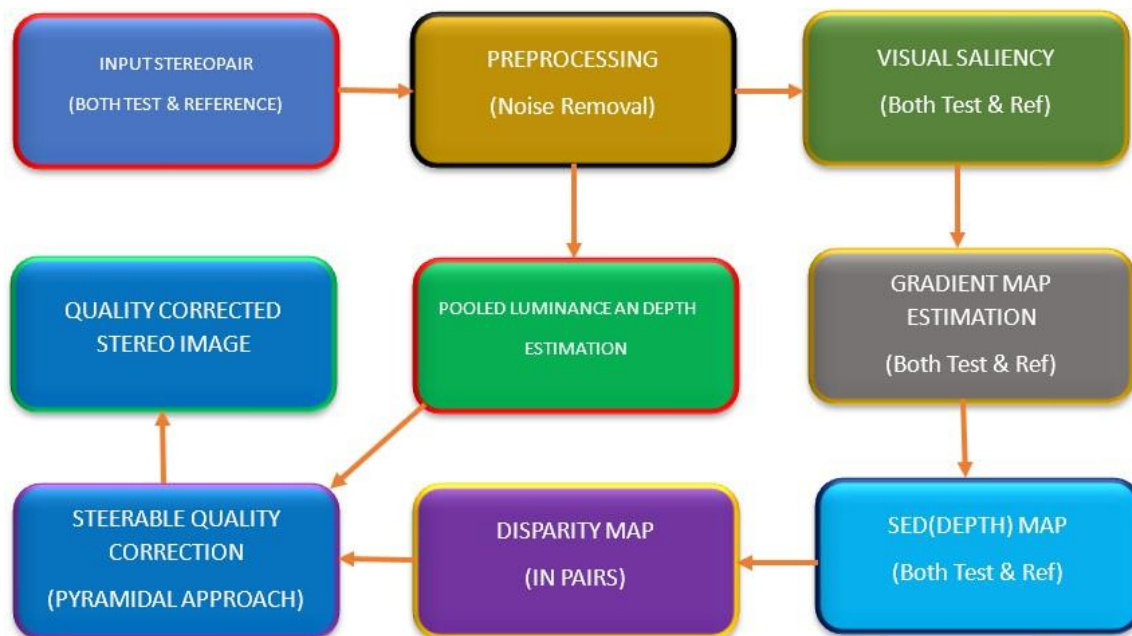 INPUT STEREOPAIR
(BOTH TEST & REFERENCE)
PREPROCESSING
(Noise Removal)
VISUAL SALIENCY
(Both Test & Ref)
QUALITY CORRECTED
STEREO IMAGE
POOLED LUMINANCE AN DEPTH
ESTIMATION
GRADIENT MAP
ESTIMATION
(Both Test & Ref)
STEERABLE QUALITY
CORRECTION
(PYRAMIDAL APPROACH)
DISPARITY MAP
(IN PAIRS)
SED(DEPTH) MAP
(Both Test & Ref)